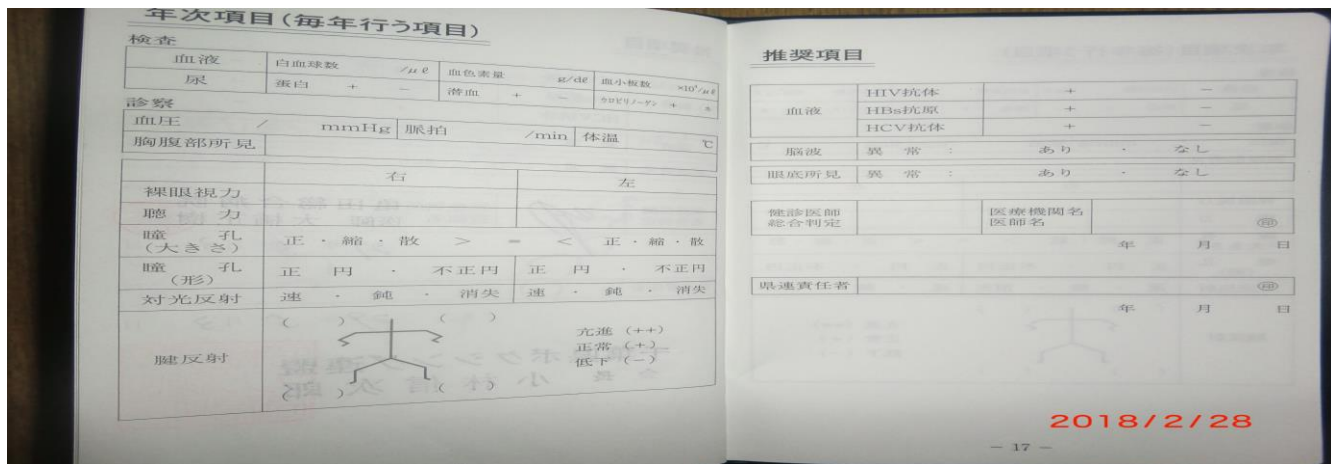 年次項目(毎年行う項目)
検査
血液 白血球数 /μℓ 血色素量 g/dℓ 血小板数 ×10³/μℓ
尿 蛋白 + − 潜血 + − ウロビリノーゲン + ±
診察
血圧 / mmHg 脈拍 /min 体温 ℃
胸腹部所見
右 左
裸眼視力
聴力
瞳孔(大きさ) 正・縮・散 > = < 正・縮・散
瞳孔(形) 正円・不正円 正円・不正円
対光反射 速・鈍・消失 速・鈍・消失
腱反射 ( ) ( ) ( ) ( )
亢進(++)
正常(+)
低下(−)
推奨項目
血液 HIV抗体 + −
HBs抗原 + −
HCV抗体 + −
脳波 異常: あり・なし
眼底所見 異常: あり・なし
健診医師 医療機関名
総合判定 医師名 ㊞
年 月 日
県連責任者 ㊞
年 月 日
2018/2/28
− 17 −